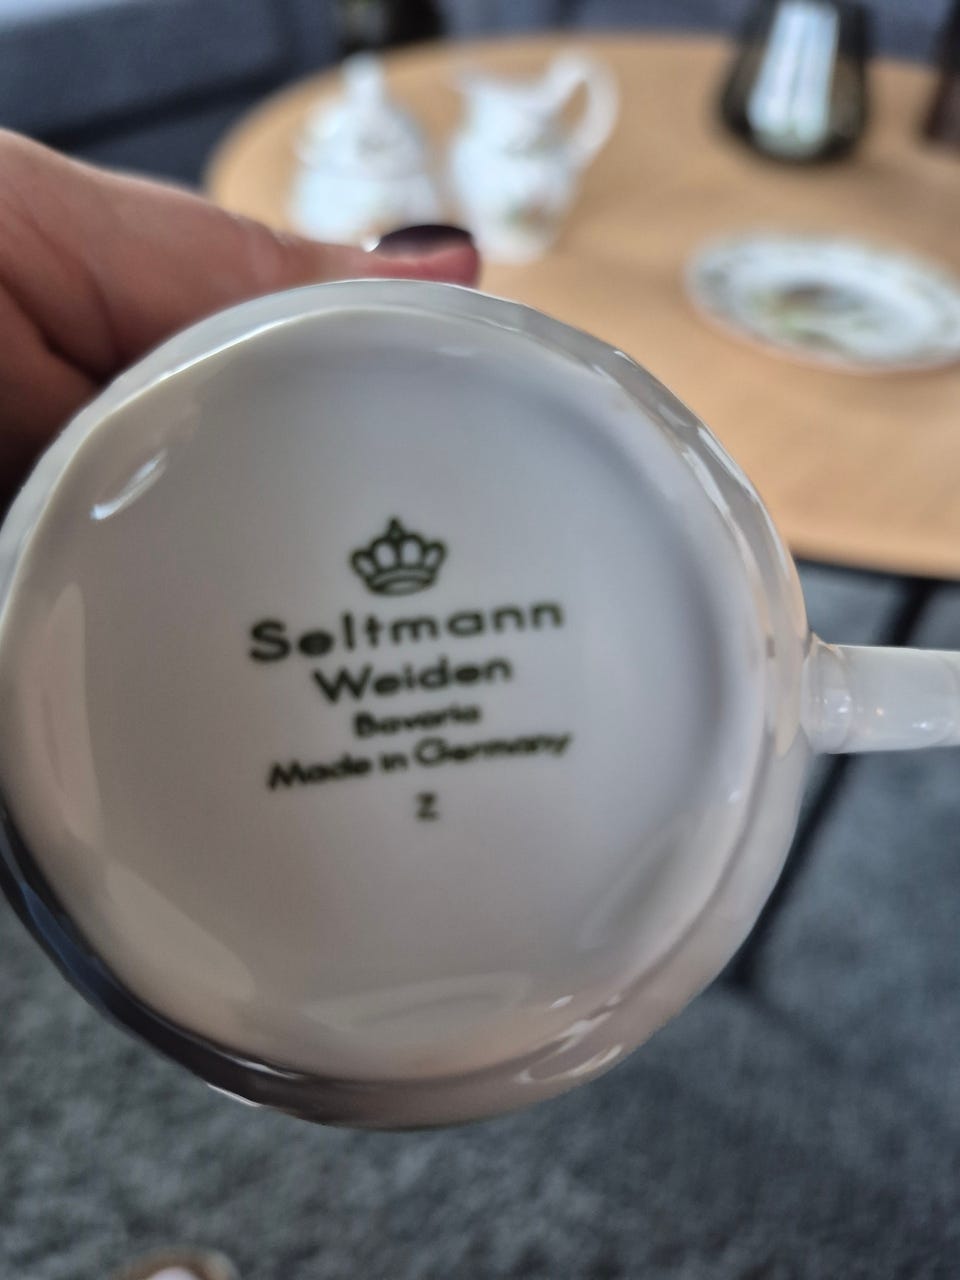 Seltmann
Weiden
Bavaria
Made in Germany
Z